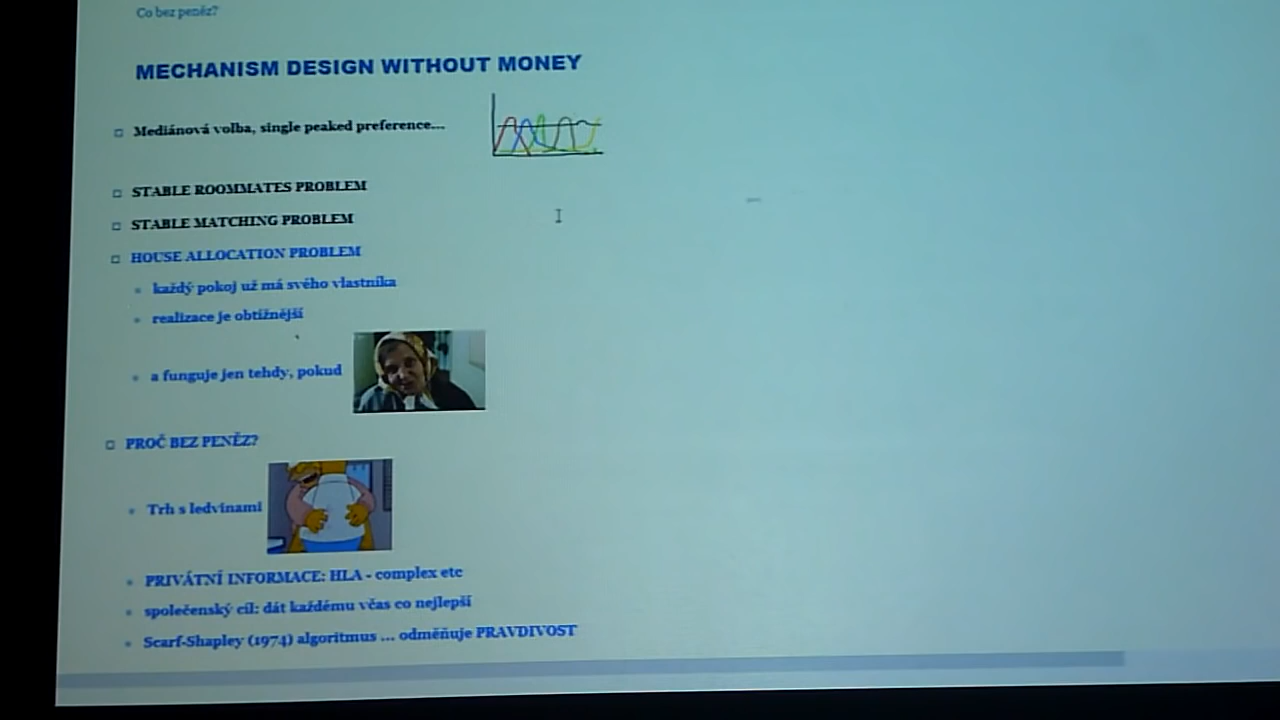 Co bez peněz?
MECHANISM DESIGN WITHOUT MONEY
Mediánová volba, single peaked preference...
STABLE ROOMMATES PROBLEM
STABLE MATCHING PROBLEM
HOUSE ALLOCATION PROBLEM
každý pokoj už má svého vlastníka
realizace je obtížnější
a funguje jen tehdy, pokud
PROČ BEZ PENĚZ?
Trh s ledvinami
PRIVÁTNÍ INFORMACE: HLA - complex etc
společenský cíl: dát každému včas co nejlepší
Scarf-Shapley (1974) algoritmus ... odměňuje PRAVDIVOST